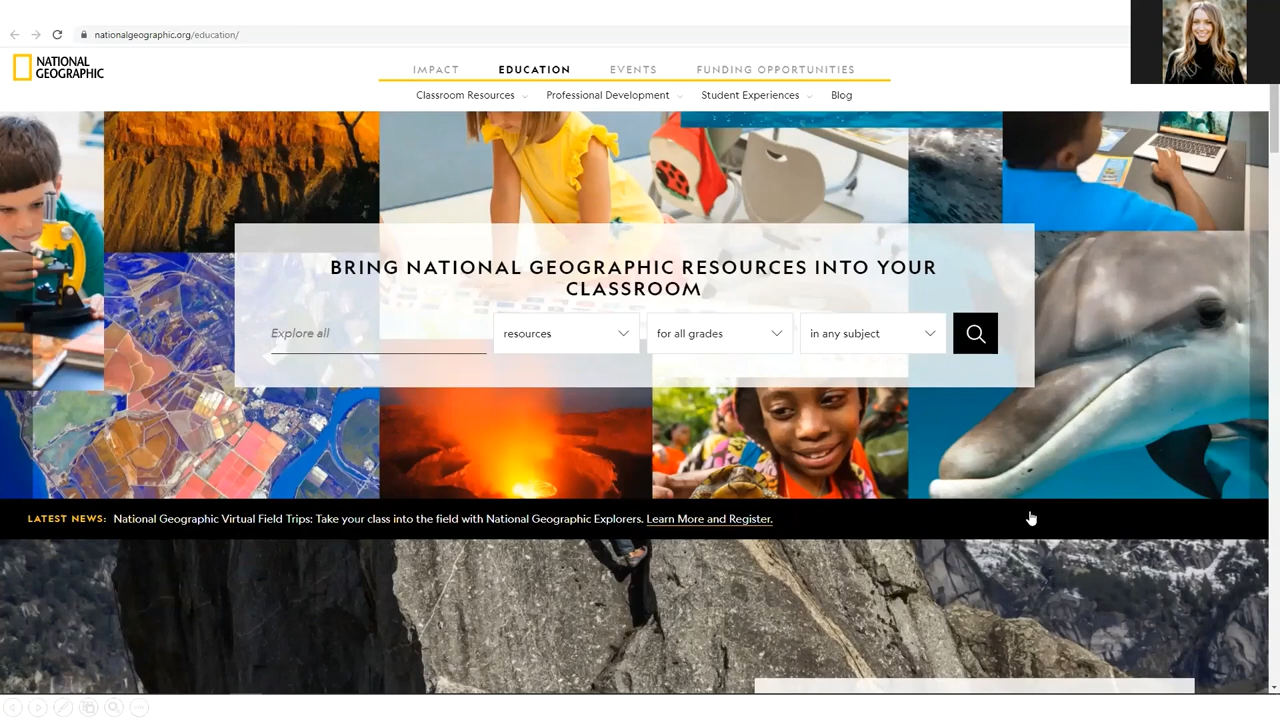 nationalgeographic.org/education/
NATIONAL
GEOGRAPHIC
IMPACT EDUCATION EVENTS FUNDING OPPORTUNITIES
Classroom Resources Professional Development Student Experiences Blog
BRING NATIONAL GEOGRAPHIC RESOURCES INTO YOUR
CLASSROOM
Explore all resources for all grades in any subject
LATEST NEWS: National Geographic Virtual Field Trips: Take your class into the field with National Geographic Explorers. Learn More and Register.